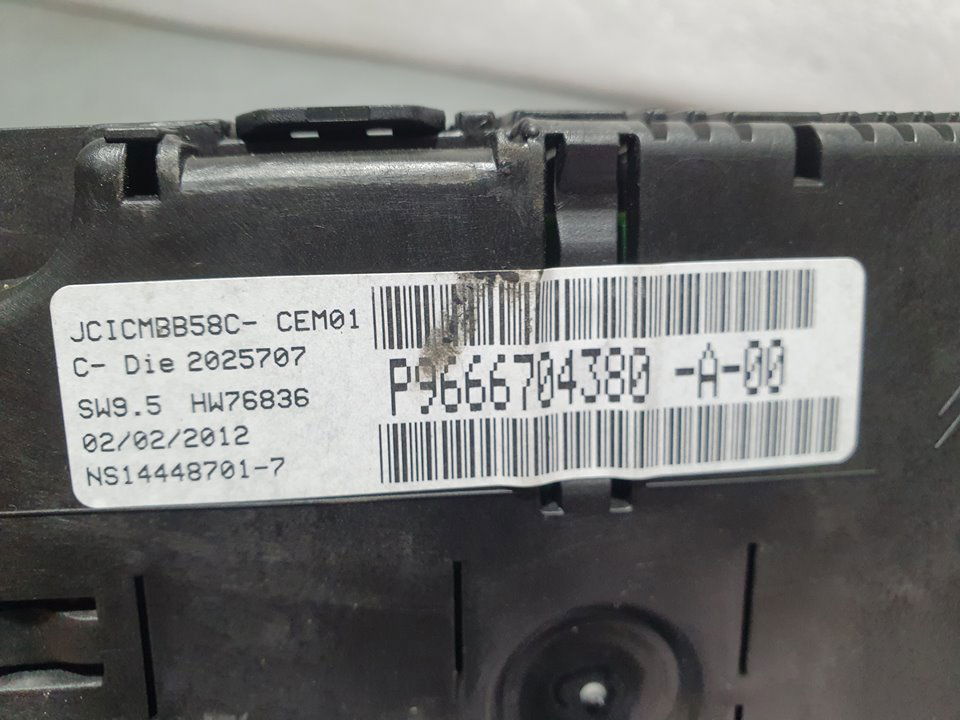 JCICMBB58C- CEM01
C- Die 2025707
SW9.5 HW76836
02/02/2012
NS14448701-7
P9666704380 -A-00